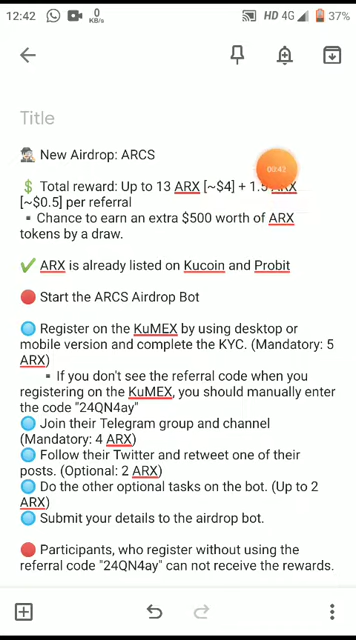 12:42 0 KB/s HD 4G 37%
Title
New Airdrop: ARCS
00:42
Total reward: Up to 13 ARX [~$4] + 1.5 ARX
[~$0.5] per referral
▪ Chance to earn an extra $500 worth of ARX
tokens by a draw.
ARX is already listed on Kucoin and Probit
Start the ARCS Airdrop Bot
Register on the KuMEX by using desktop or
mobile version and complete the KYC. (Mandatory: 5
ARX)
▪ If you don't see the referral code when you
registering on the KuMEX, you should manually enter
the code "24QN4ay"
Join their Telegram group and channel
(Mandatory: 4 ARX)
Follow their Twitter and retweet one of their
posts. (Optional: 2 ARX)
Do the other optional tasks on the bot. (Up to 2
ARX)
Submit your details to the airdrop bot.
Participants, who register without using the
referral code "24QN4ay" can not receive the rewards.